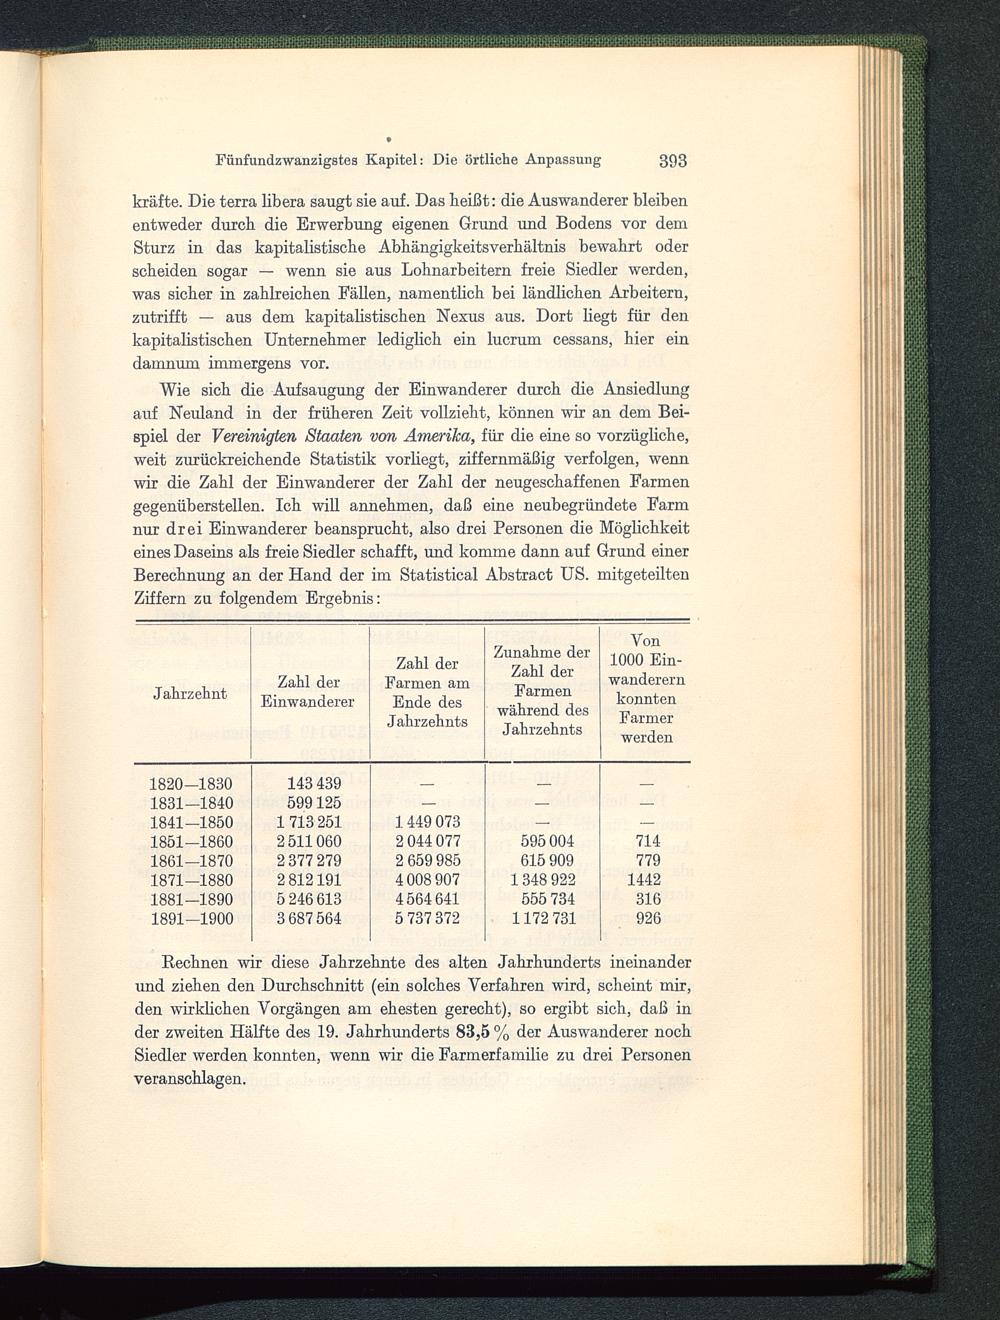 Fünfundzwanzigstes Kapitel: Die örtliche Anpassung 393
kräfte. Die terra libera saugt sie auf. Das heißt: die Auswanderer bleiben
entweder durch die Erwerbung eigenen Grund und Bodens vor dem
Sturz in das kapitalistische Abhängigkeitsverhältnis bewahrt oder
scheiden sogar — wenn sie aus Lohnarbeitern freie Siedler werden,
was sicher in zahlreichen Fällen, namentlich bei ländlichen Arbeitern,
zutrifft — aus dem kapitalistischen Nexus aus. Dort liegt für den
kapitalistischen Unternehmer lediglich ein lucrum cessans, hier ein
damnum immergens vor.
Wie sich die Aufsaugung der Einwanderer durch die Ansiedlung
auf Neuland in der früheren Zeit vollzieht, können wir an dem Bei-
spiel der Vereinigten Staaten von Amerika, für die eine so vorzügliche,
weit zurückreichende Statistik vorliegt, ziffernmäßig verfolgen, wenn
wir die Zahl der Einwanderer der Zahl der neugeschaffenen Farmen
gegenüberstellen. Ich will annehmen, daß eine neubegründete Farm
nur drei Einwanderer beansprucht, also drei Personen die Möglichkeit
eines Daseins als freie Siedler schafft, und komme dann auf Grund einer
Berechnung an der Hand der im Statistical Abstract US. mitgeteilten
Ziffern zu folgendem Ergebnis:
Jahrzehnt
Zahl der
Einwanderer
Zahl der
Farmen am
Ende des
Jahrzehnts
Zunahme der
Zahl der
Farmen
während des
Jahrzehnts
Von
1000 Ein-
wanderern
konnten
Farmer
werden
1820—1830 143 439 — — —
1831—1840 599 125 — — —
1841—1850 1 713 251 1 449 073 — —
1851—1860 2 511 060 2 044 077 595 004 714
1861—1870 2 377 279 2 659 985 615 909 779
1871—1880 2 812 191 4 008 907 1 348 922 1442
1881—1890 5 246 613 4 564 641 555 734 316
1891—1900 3 687 564 5 737 372 1 172 731 926
Rechnen wir diese Jahrzehnte des alten Jahrhunderts ineinander
und ziehen den Durchschnitt (ein solches Verfahren wird, scheint mir,
den wirklichen Vorgängen am ehesten gerecht), so ergibt sich, daß in
der zweiten Hälfte des 19. Jahrhunderts 83,5 % der Auswanderer noch
Siedler werden konnten, wenn wir die Farmerfamilie zu drei Personen
veranschlagen.